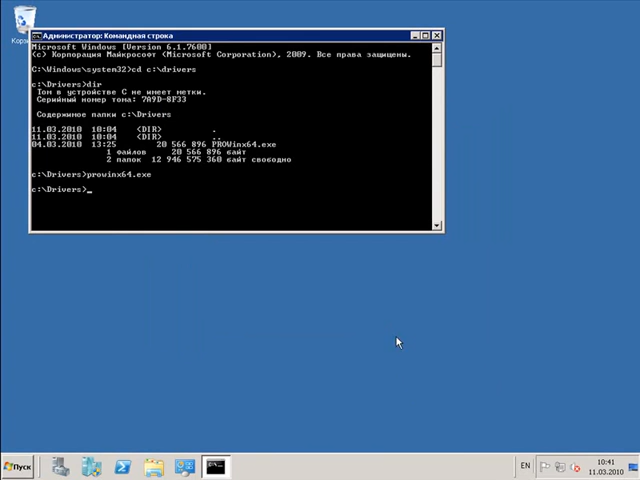 Администратор: Командная строка
Microsoft Windows [Version 6.1.7600]
(c) Корпорация Майкрософт (Microsoft Corporation), 2009. Все права защищены.
C:\Windows\system32>cd c:\drivers
c:\Drivers>dir
Том в устройстве C не имеет метки.
Серийный номер тома: 7A9D-8F33
Содержимое папки c:\Drivers
11.03.2010 10:04 <DIR> .
11.03.2010 10:04 <DIR> ..
04.03.2010 13:25 20 566 896 PROWinx64.exe
1 файлов 20 566 896 байт
2 папок 12 946 575 360 байт свободно
c:\Drivers>prowinx64.exe
c:\Drivers>_
Пуск
EN
10:41
11.03.2010